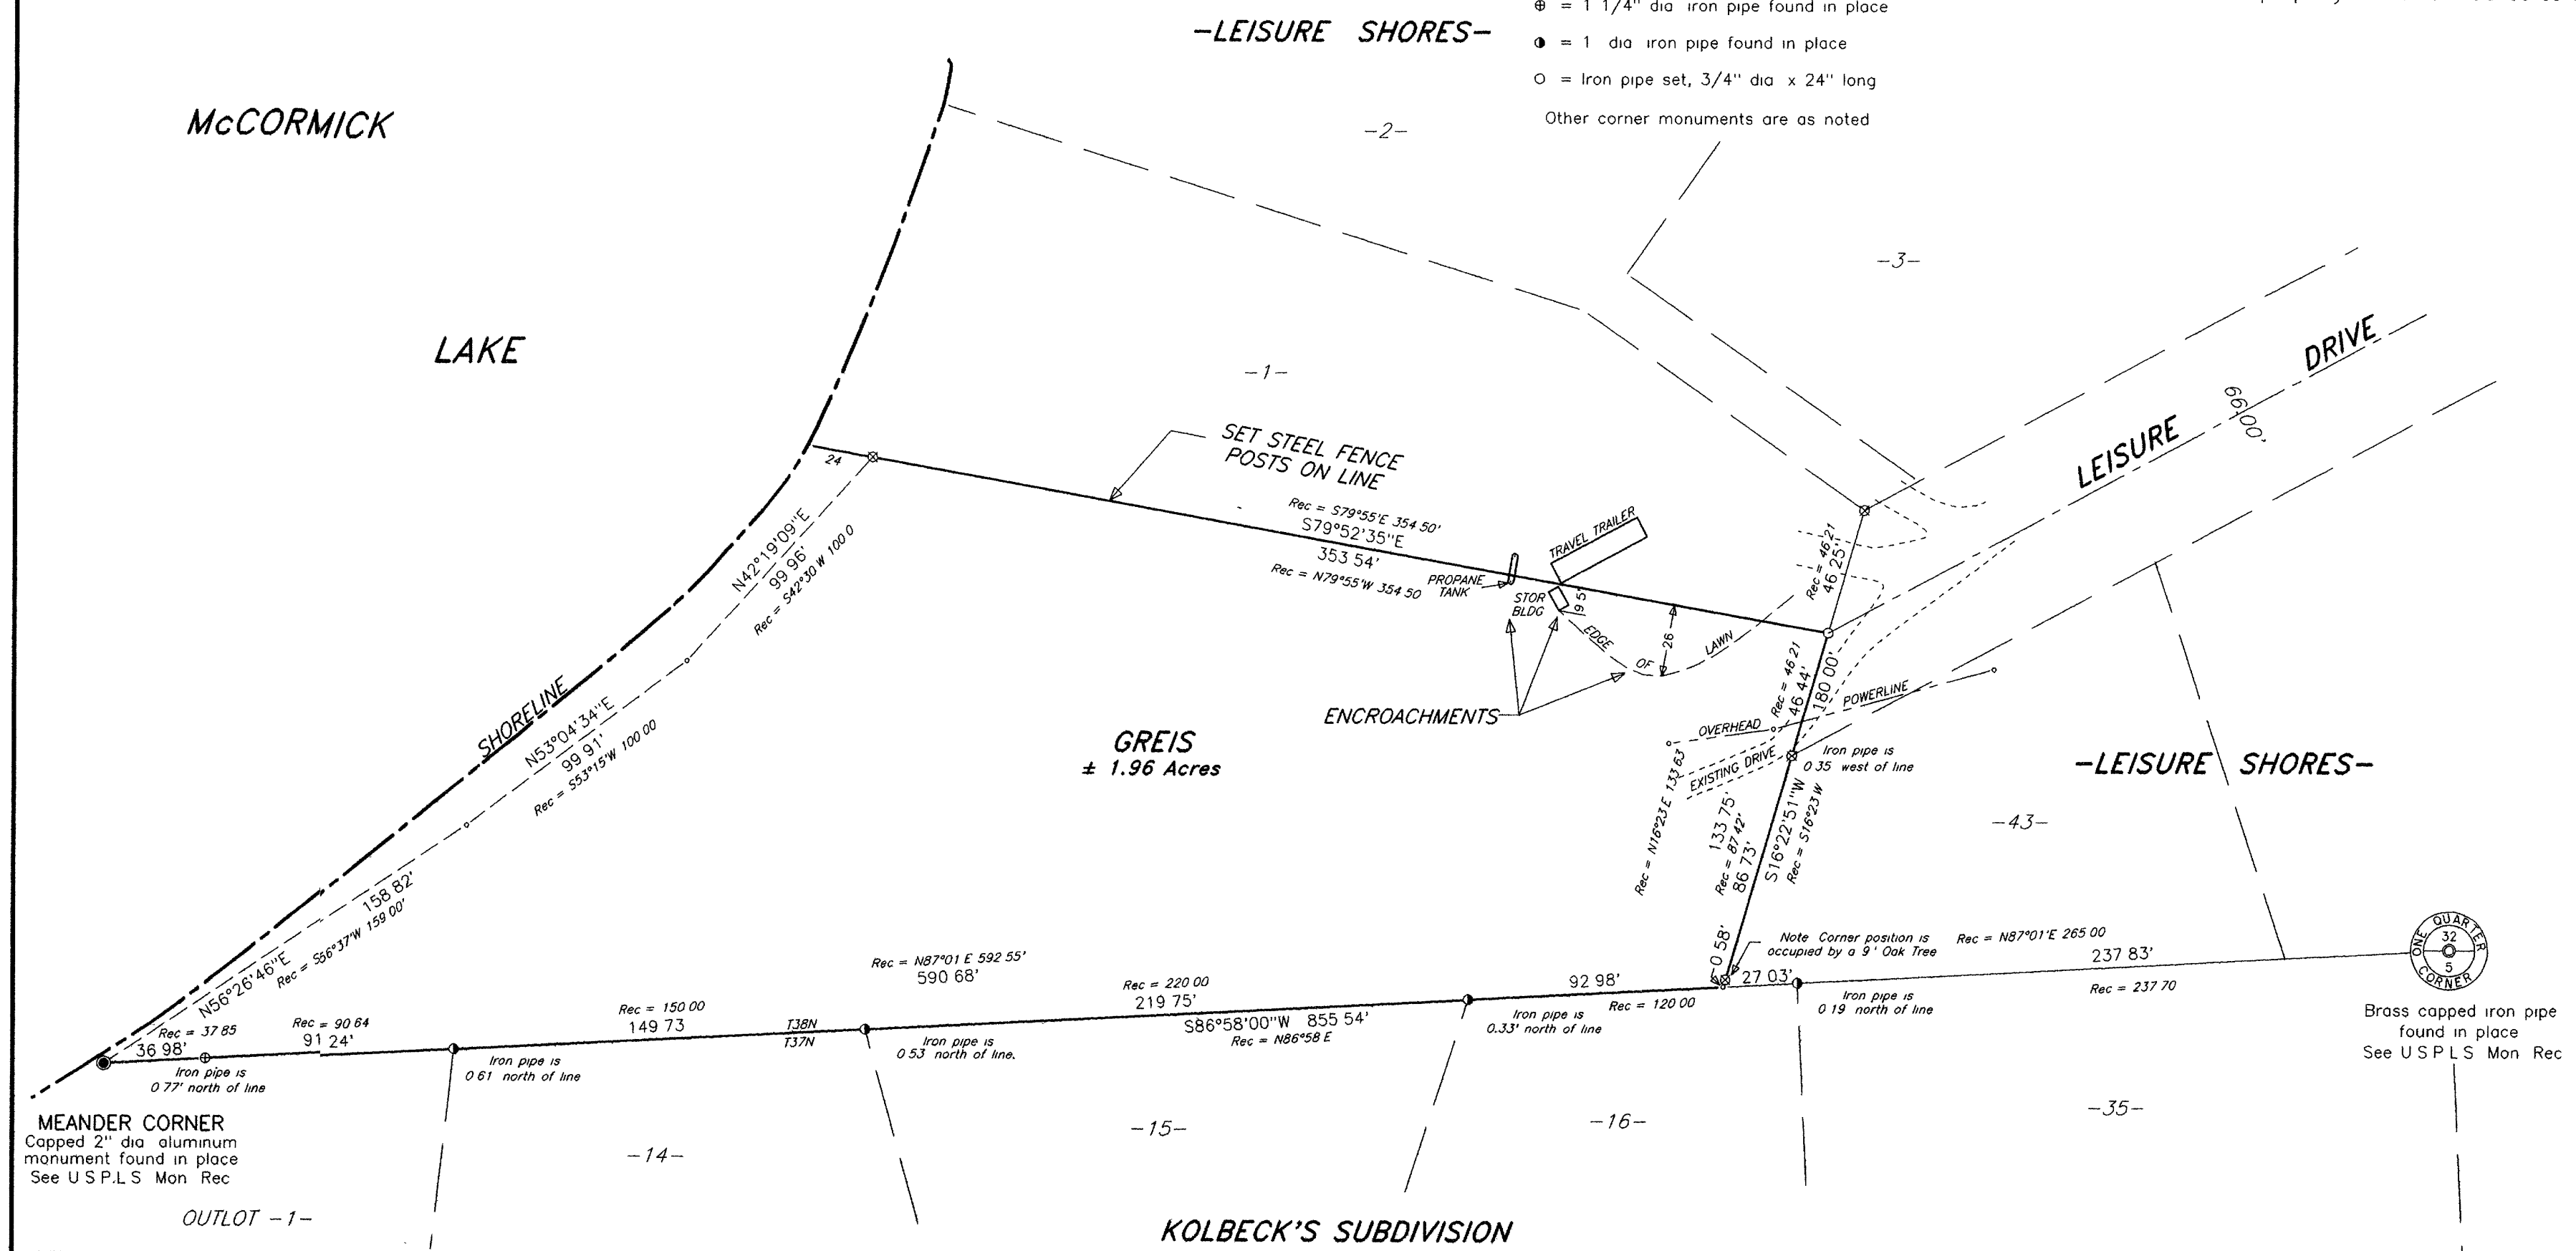 -LEISURE SHORES-
⊕ = 1 1/4" dia iron pipe found in place
◑ = 1 dia iron pipe found in place
O = Iron pipe set, 3/4" dia x 24" long
Other corner monuments are as noted
McCORMICK
LAKE
-2-
-3-
-1-
LEISURE DRIVE
66.00'
SET STEEL FENCE
POSTS ON LINE
24
Rec = S79°55'E 354 50'
S79°52'35"E
353 54'
Rec = N79°55'W 354 50
TRAVEL TRAILER
PROPANE
TANK
STOR
BLDG
9 5'
EDGE OF LAWN
26
ENCROACHMENTS
N42°19'09"E
99 96'
Rec = S42°30 W 100 0
SHORELINE
N53°04'34"E
99 91'
Rec = S53°15'W 100 00
N56°26'46"E
158 82'
Rec = S56°37'W 159 00'
Rec = 46 21
46 25'
Rec = 46 21
46 44'
180 00'
OVERHEAD POWERLINE
EXISTING DRIVE
Iron pipe is
0 35 west of line
GREIS
± 1.96 Acres
-LEISURE SHORES-
-43-
Rec = N16°23 E 133 63
133 75'
Rec = 87 42'
86 73'
S16°22'51"W
Rec = S16°23 W
0 58'
Note Corner position is
occupied by a 9' Oak Tree
Rec = N87°01'E 265 00
237 83'
Rec = 237 70
27 03'
Iron pipe is
0 19 north of line
ONE QUARTER
32
5
CORNER
Brass capped iron pipe
found in place
See U S P L S Mon Rec
Rec = N87°01 E 592 55'
590 68'
Rec = 37 85
36 98'
Iron pipe is
0 77' north of line
Rec = 90 64
91 24'
Iron pipe is
0 61 north of line
Rec = 150 00
149 73
T38N
T37N
Iron pipe is
0 53 north of line.
Rec = 220 00
219 75'
S86°58'00"W 855 54'
Rec = N86°58 E
92 98'
Rec = 120 00
Iron pipe is
0.33' north of line
MEANDER CORNER
Capped 2" dia aluminum
monument found in place
See U S P.L S Mon Rec
OUTLOT -1-
-14-
-15-
-16-
-35-
KOLBECK'S SUBDIVISION